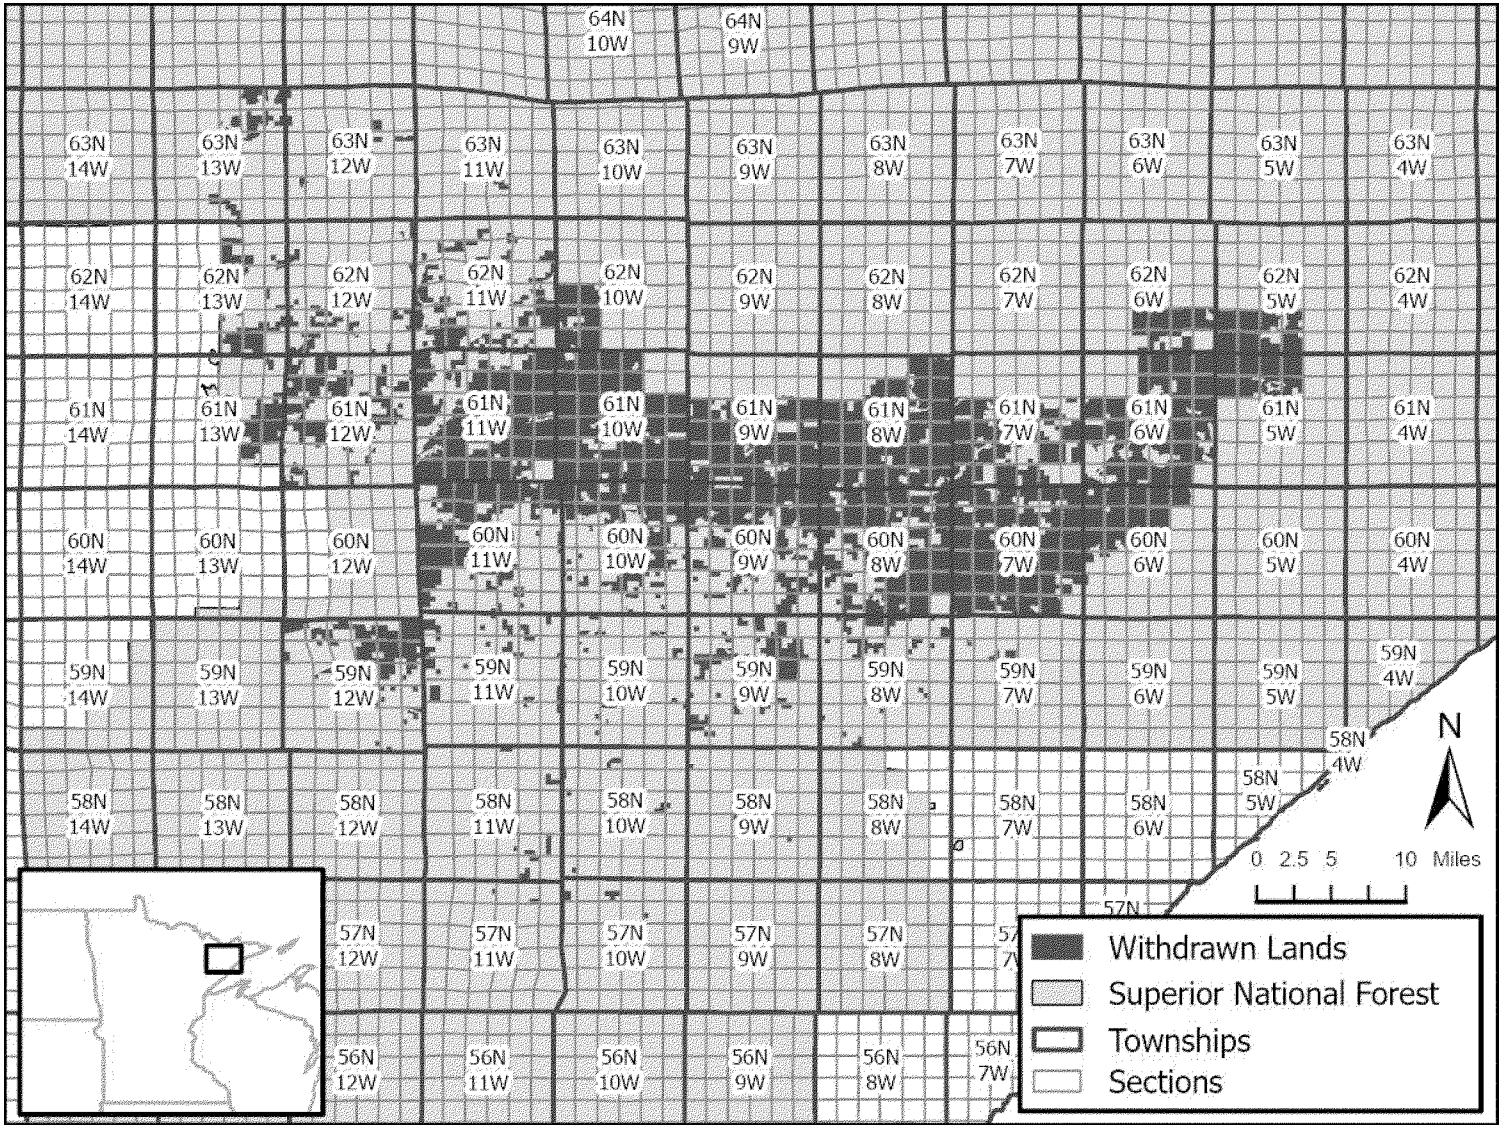 64N 64N
10W 9W
63N 63N 63N 63N 63N 63N 63N 63N 63N 63N 63N
14W 13W 12W 11W 10W 9W 8W 7W 6W 5W 4W
62N 62N 62N 62N 62N 62N 62N 62N 62N 62N 62N
14W 13W 12W 11W 10W 9W 8W 7W 6W 5W 4W
61N 61N 61N 61N 61N 61N 61N 61N 61N 61N 61N
14W 13W 12W 11W 10W 9W 8W 7W 6W 5W 4W
60N 60N 60N 60N 60N 60N 60N 60N 60N 60N 60N
14W 13W 12W 11W 10W 9W 8W 7W 6W 5W 4W
59N 59N 59N 59N 59N 59N 59N 59N 59N 59N 59N
14W 13W 12W 11W 10W 9W 8W 7W 6W 5W 4W
58N 58N 58N 58N 58N 58N 58N 58N 58N 58N 58N
14W 13W 12W 11W 10W 9W 8W 7W 6W 5W 4W
N
0 2.5 5 10 Miles
57N 57N 57N 57N 57N 57 57N
12W 11W 10W 9W 8W 7
56N 56N 56N 56N 56N 56N
12W 11W 10W 9W 8W 7W
Withdrawn Lands
Superior National Forest
Townships
Sections